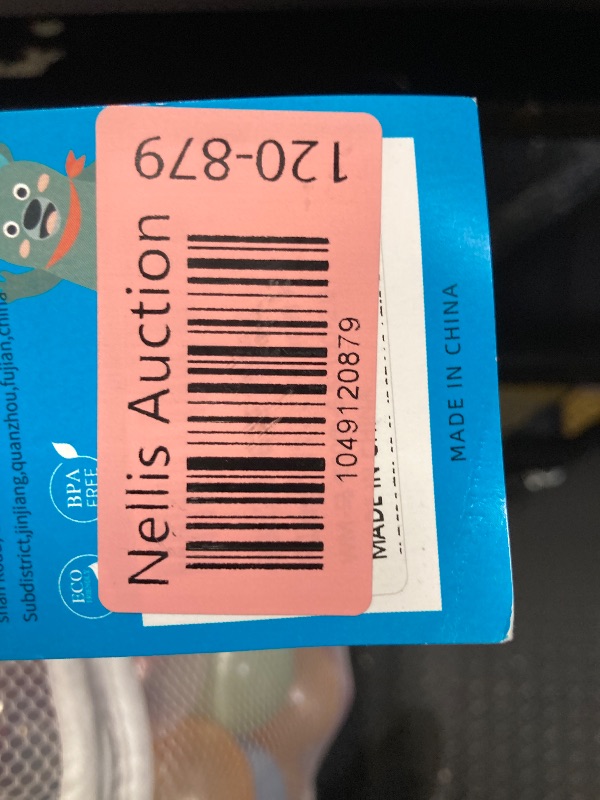 120-879
Nellis Auction
1049120879
MADE IN
MADE IN CHINA
Subdistrict,jinjiang,quanzhou,fujian,china
BPA
FREE
ECO